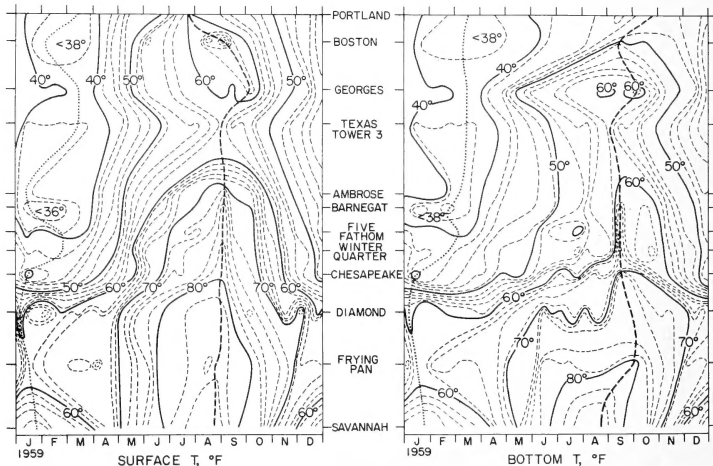 PORTLAND
BOSTON
GEORGES
TEXAS
TOWER 3
AMBROSE
BARNEGAT
FIVE
FATHOM
WINTER
QUARTER
CHESAPEAKE
DIAMOND
FRYING
PAN
SAVANNAH
<38°
40° 40° 50° 60° 50°
<36°
50° 60° 70° 80° 70° 60°
60° 60°
J F M A M J J A S O N D
1959
SURFACE T, °F
<38°
40°
60° 60°
40°
50° 50°
60°
<38°
60°
70° 70°
80°
60° 60°
J F M A M J J A S O N D
1959
BOTTOM T, °F